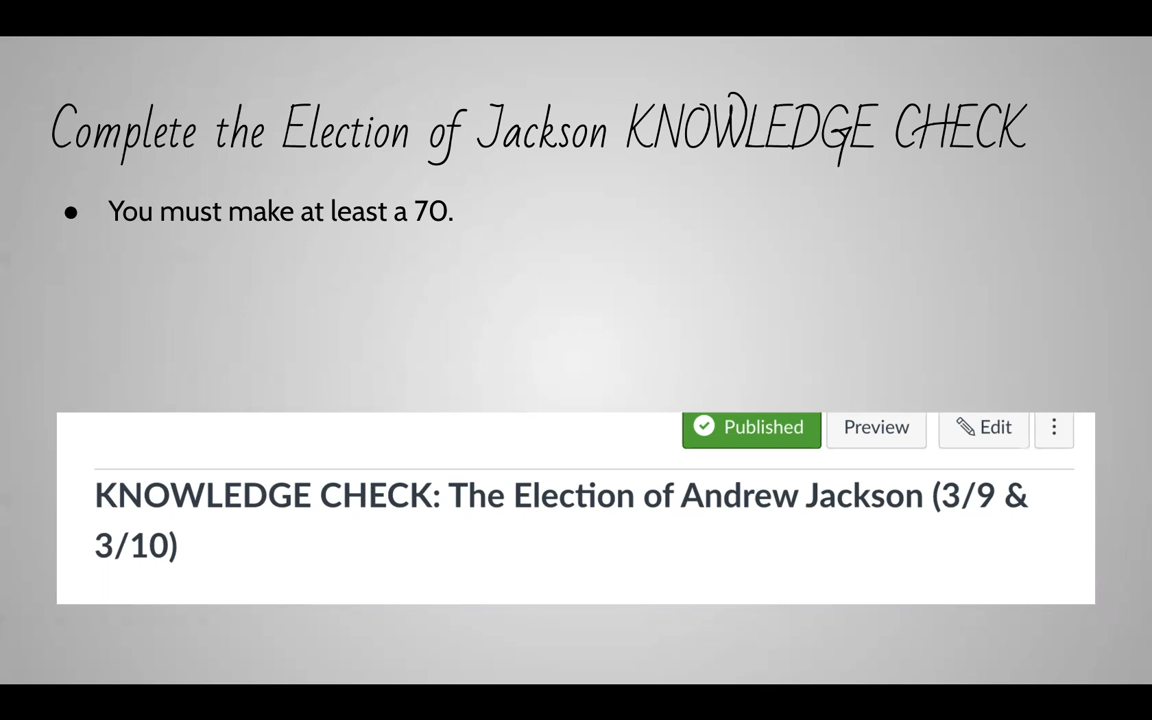 Complete the Election of Jackson KNOWLEDGE CHECK
● You must make at least a 70.
Published Preview Edit
KNOWLEDGE CHECK: The Election of Andrew Jackson (3/9 &
3/10)